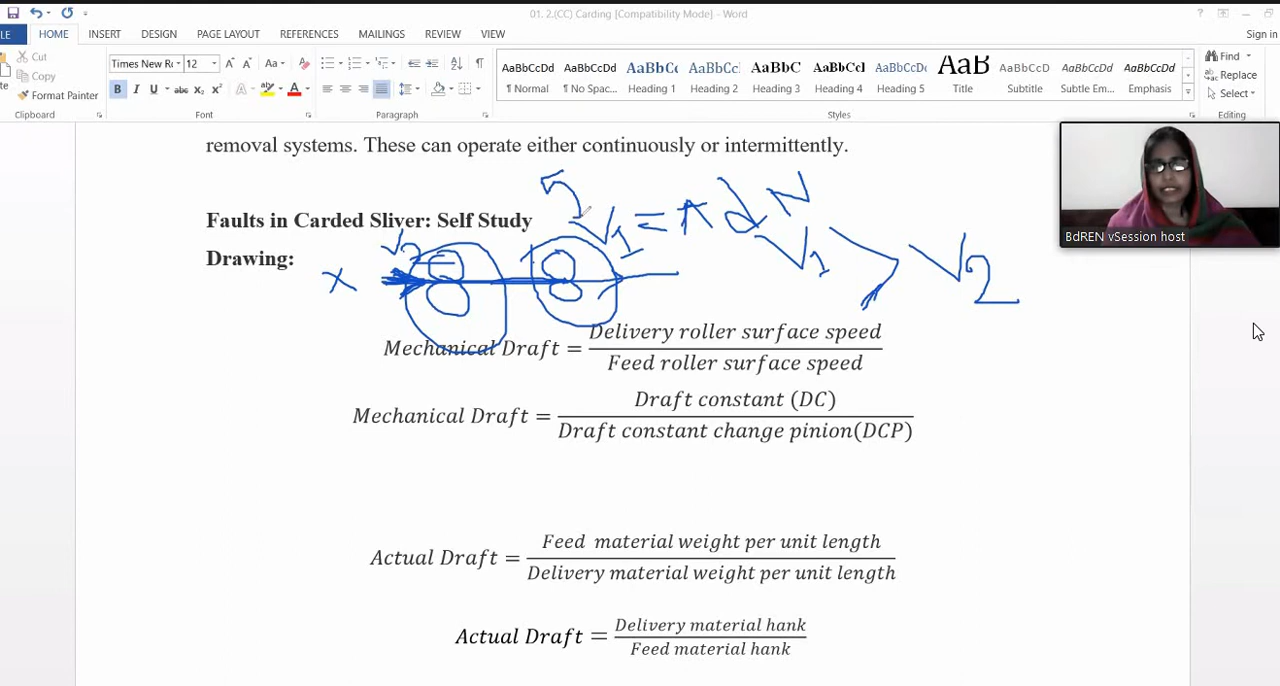 01. 2.(CC) Carding [Compatibility Mode] - Word
HOME INSERT DESIGN PAGE LAYOUT REFERENCES MAILINGS REVIEW VIEW Sign in
Cut
Copy
Format Painter
Clipboard
Times New R 12
Font
Paragraph
AaBbCcDd AaBbCcDd AaBbCc AaBbCcD AaBbC AaBbCcI AaBbCcDd AaB AaBbCcD AaBbCcDd AaBbCcDd
¶ Normal ¶ No Spac... Heading 1 Heading 2 Heading 3 Heading 4 Heading 5 Title Subtitle Subtle Em... Emphasis
Styles
Find
Replace
Select
Editing
removal systems. These can operate either continuously or intermittently.
BdREN vSession host
Faults in Carded Sliver: Self Study
V1 = π d N
Drawing:
V2
V1 > V2
x
Mechanical Draft = Delivery roller surface speed / Feed roller surface speed
Mechanical Draft = Draft constant (DC) / Draft constant change pinion(DCP)
Actual Draft = Feed material weight per unit length / Delivery material weight per unit length
Actual Draft = Delivery material hank / Feed material hank